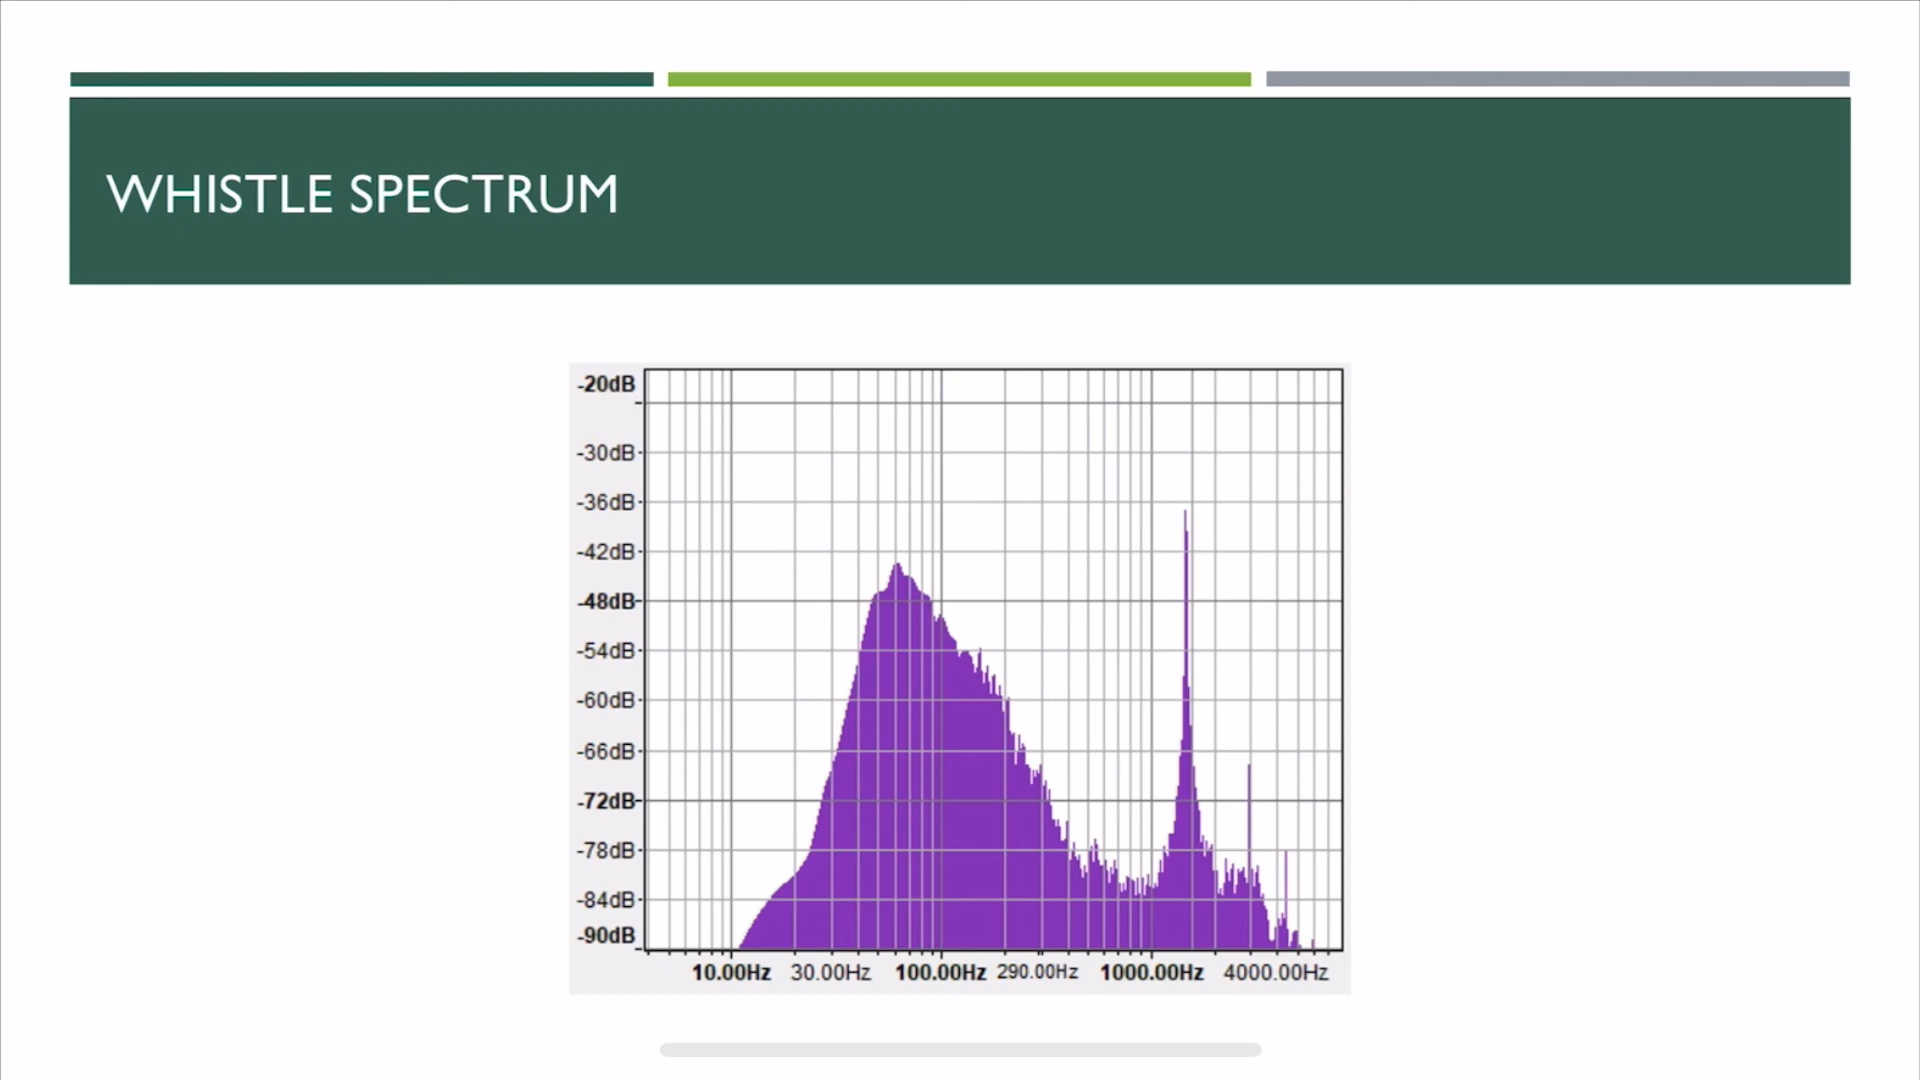 WHISTLE SPECTRUM
-20dB
-30dB
-36dB
-42dB
-48dB
-54dB
-60dB
-66dB
-72dB
-78dB
-84dB
-90dB
10.00Hz 30.00Hz 100.00Hz 290.00Hz 1000.00Hz 4000.00Hz